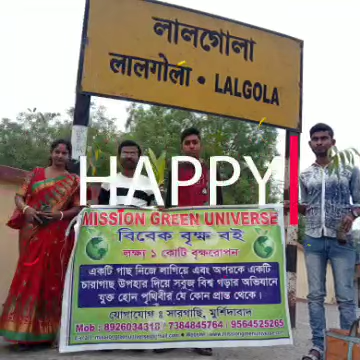 লালগোলা
লালগোলা • LALGOLA
HAPPY
MISSION GREEN UNIVERSE
বিবেক বৃক্ষ বই
লক্ষ্য ১ কোটি বৃক্ষরোপন
একটি গাছ নিজে লাগিয়ে এবং অপরকে একটি
চারাগাছ উপহার দিয়ে সবুজ বিশ্ব গড়ার অভিযানে
যুক্ত হোন পৃথিবীর যে কোন প্রান্ত থেকে।
যোগাযোগ ঃ সারগাছি, মুর্শিদাবাদ
Mob : 8926034318 / 7384845764 / 9564525265